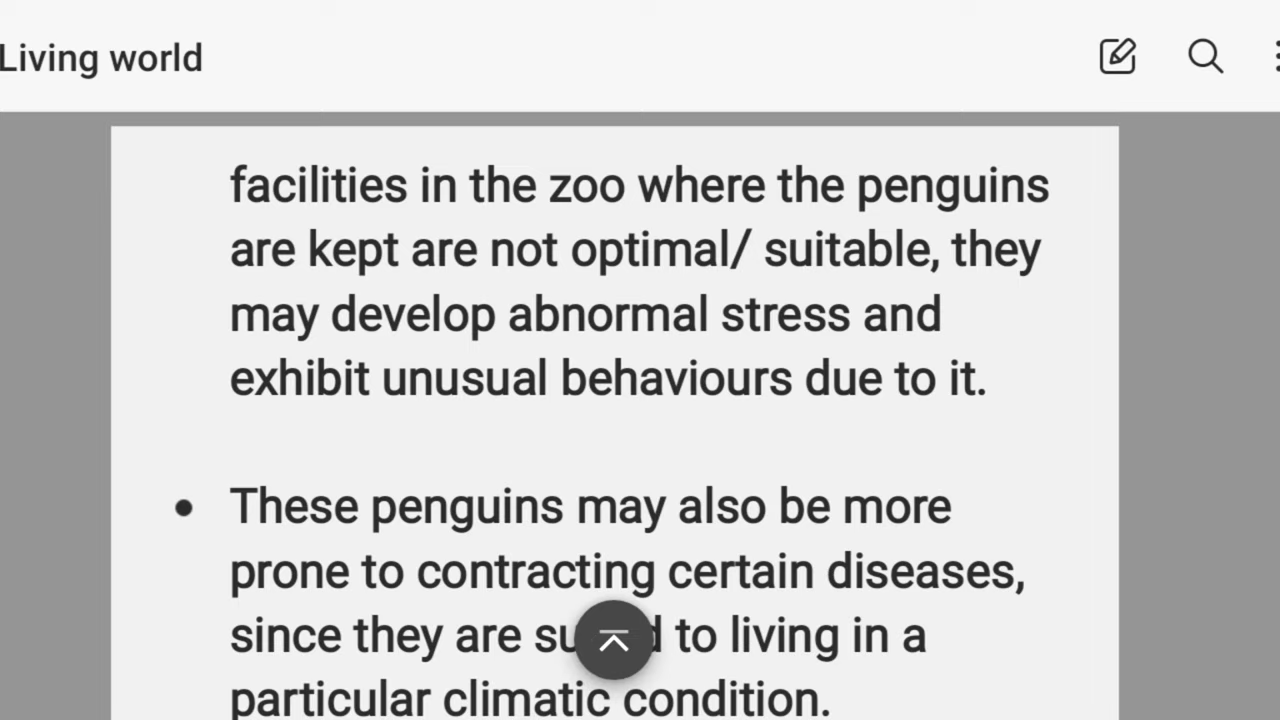 Living world
facilities in the zoo where the penguins
are kept are not optimal/ suitable, they
may develop abnormal stress and
exhibit unusual behaviours due to it.
• These penguins may also be more
prone to contracting certain diseases,
since they are to living in a
particular climatic condition.